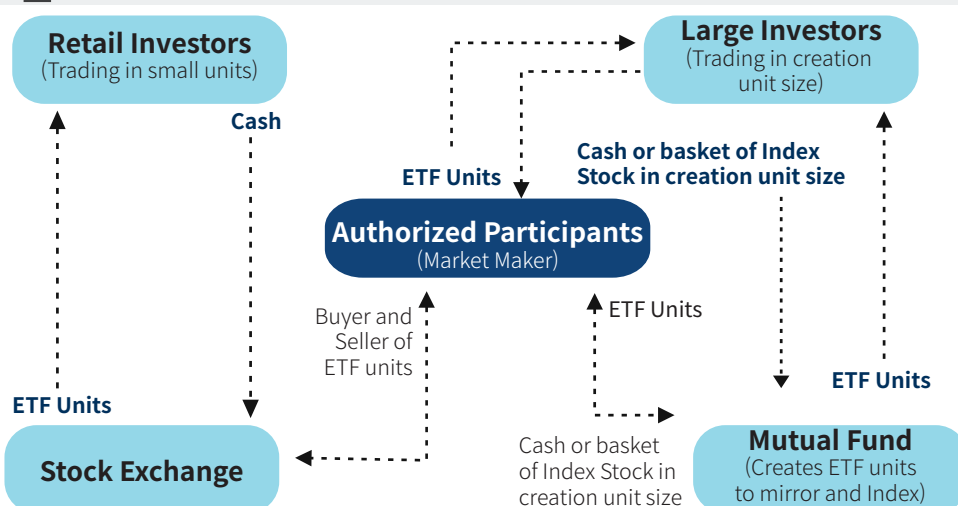 Retail Investors
(Trading in small units)
Large Investors
(Trading in creation
unit size)
Cash
ETF Units
Cash or basket of Index
Stock in creation unit size
Authorized Participants
(Market Maker)
Buyer and
Seller of
ETF units
ETF Units
ETF Units
ETF Units
Stock Exchange
Cash or basket
of Index Stock in
creation unit size
Mutual Fund
(Creates ETF units
to mirror and Index)